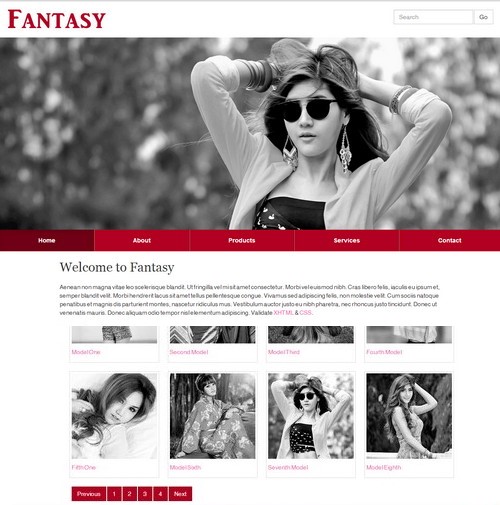 Fantasy
Search
Go
Home
About
Products
Services
Contact
Welcome to Fantasy
Aenean non magna vitae leo scelerisque blandit. Ut fringilla vel mi sit amet consectetur. Morbi vel euismod nibh. Cras libero felis, iaculis eu ipsum et,
semper blandit velit. Morbi hendrerit lacus sit amet tellus pellentesque congue. Vivamus sed adipiscing felis, non molestie velit. Cum sociis natoque
penatibus et magnis dis parturient montes, nascetur ridiculus mus. Vestibulum auctor justo eu nibh pharetra, nec rhoncus justo tincidunt. Donec ut
venenatis mauris. Donec aliquam odio tempor nisl elementum adipiscing. Validate XHTML & CSS.
Model One
Second Model
Model Third
Fourth Model
Fifth One
Model Sixth
Seventh Model
Model Eighth
Previous
1
2
3
4
Next